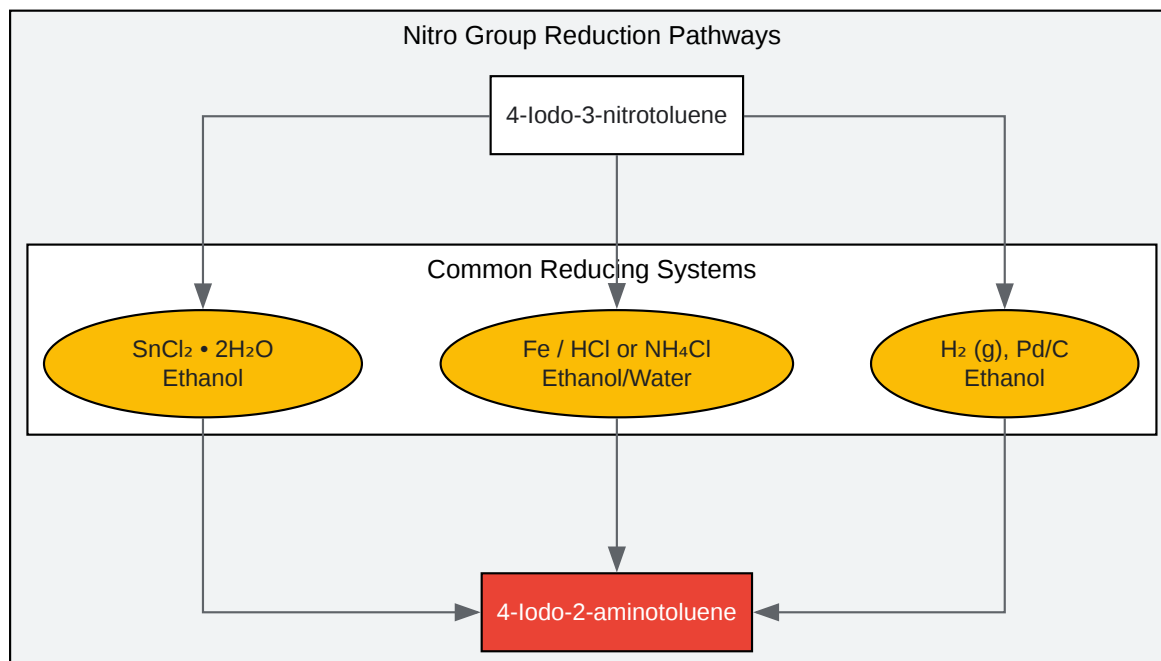 Nitro Group Reduction Pathways
4-Iodo-3-nitrotoluene
Common Reducing Systems
SnCl₂ • 2H₂O
Ethanol
Fe / HCl or NH₄Cl
Ethanol/Water
H₂ (g), Pd/C
Ethanol
4-Iodo-2-aminotoluene